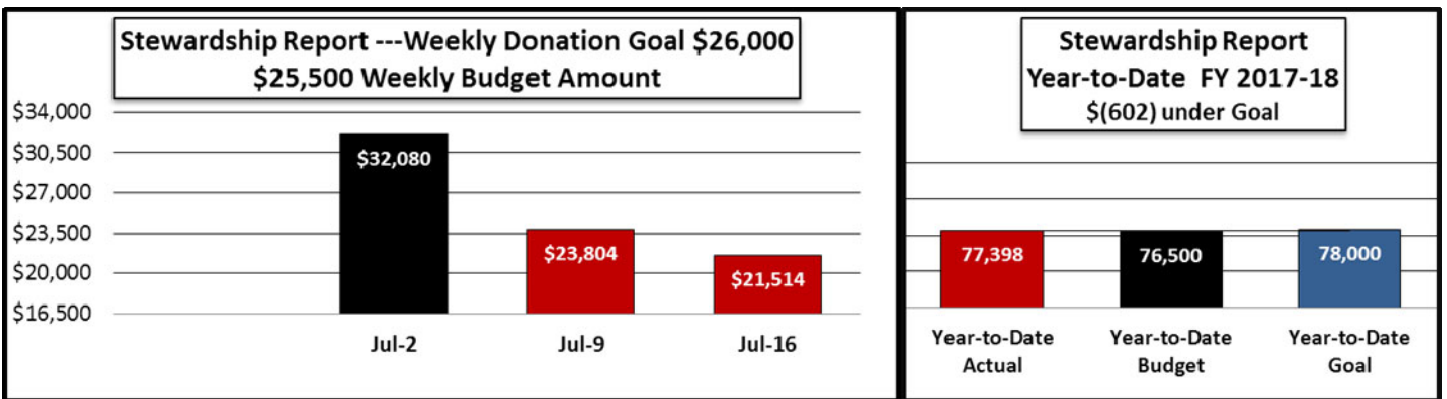 Stewardship Report ---Weekly Donation Goal $26,000
$25,500 Weekly Budget Amount
$34,000
$30,500
$27,000
$23,500
$20,000
$16,500
$32,080
$23,804
$21,514
Jul-2
Jul-9
Jul-16
Stewardship Report
Year-to-Date FY 2017-18
$(602) under Goal
77,398
76,500
78,000
Year-to-Date
Actual
Year-to-Date
Budget
Year-to-Date
Goal